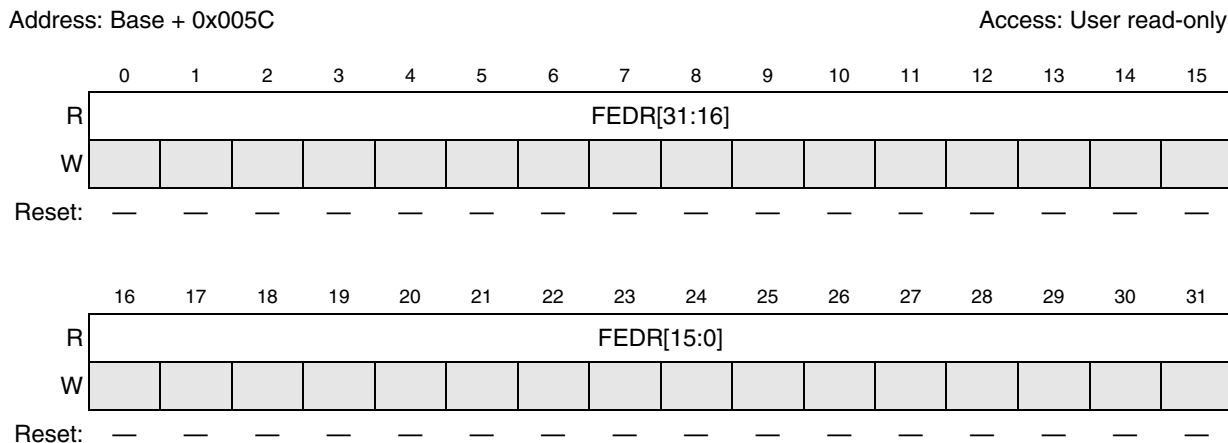 Address: Base + 0x005C Access: User read-only
0 1 2 3 4 5 6 7 8 9 10 11 12 13 14 15
R FEDR[31:16]
W
Reset: — — — — — — — — — — — — — — — —
16 17 18 19 20 21 22 23 24 25 26 27 28 29 30 31
R FEDR[15:0]
W
Reset: — — — — — — — — — — — — — — — —